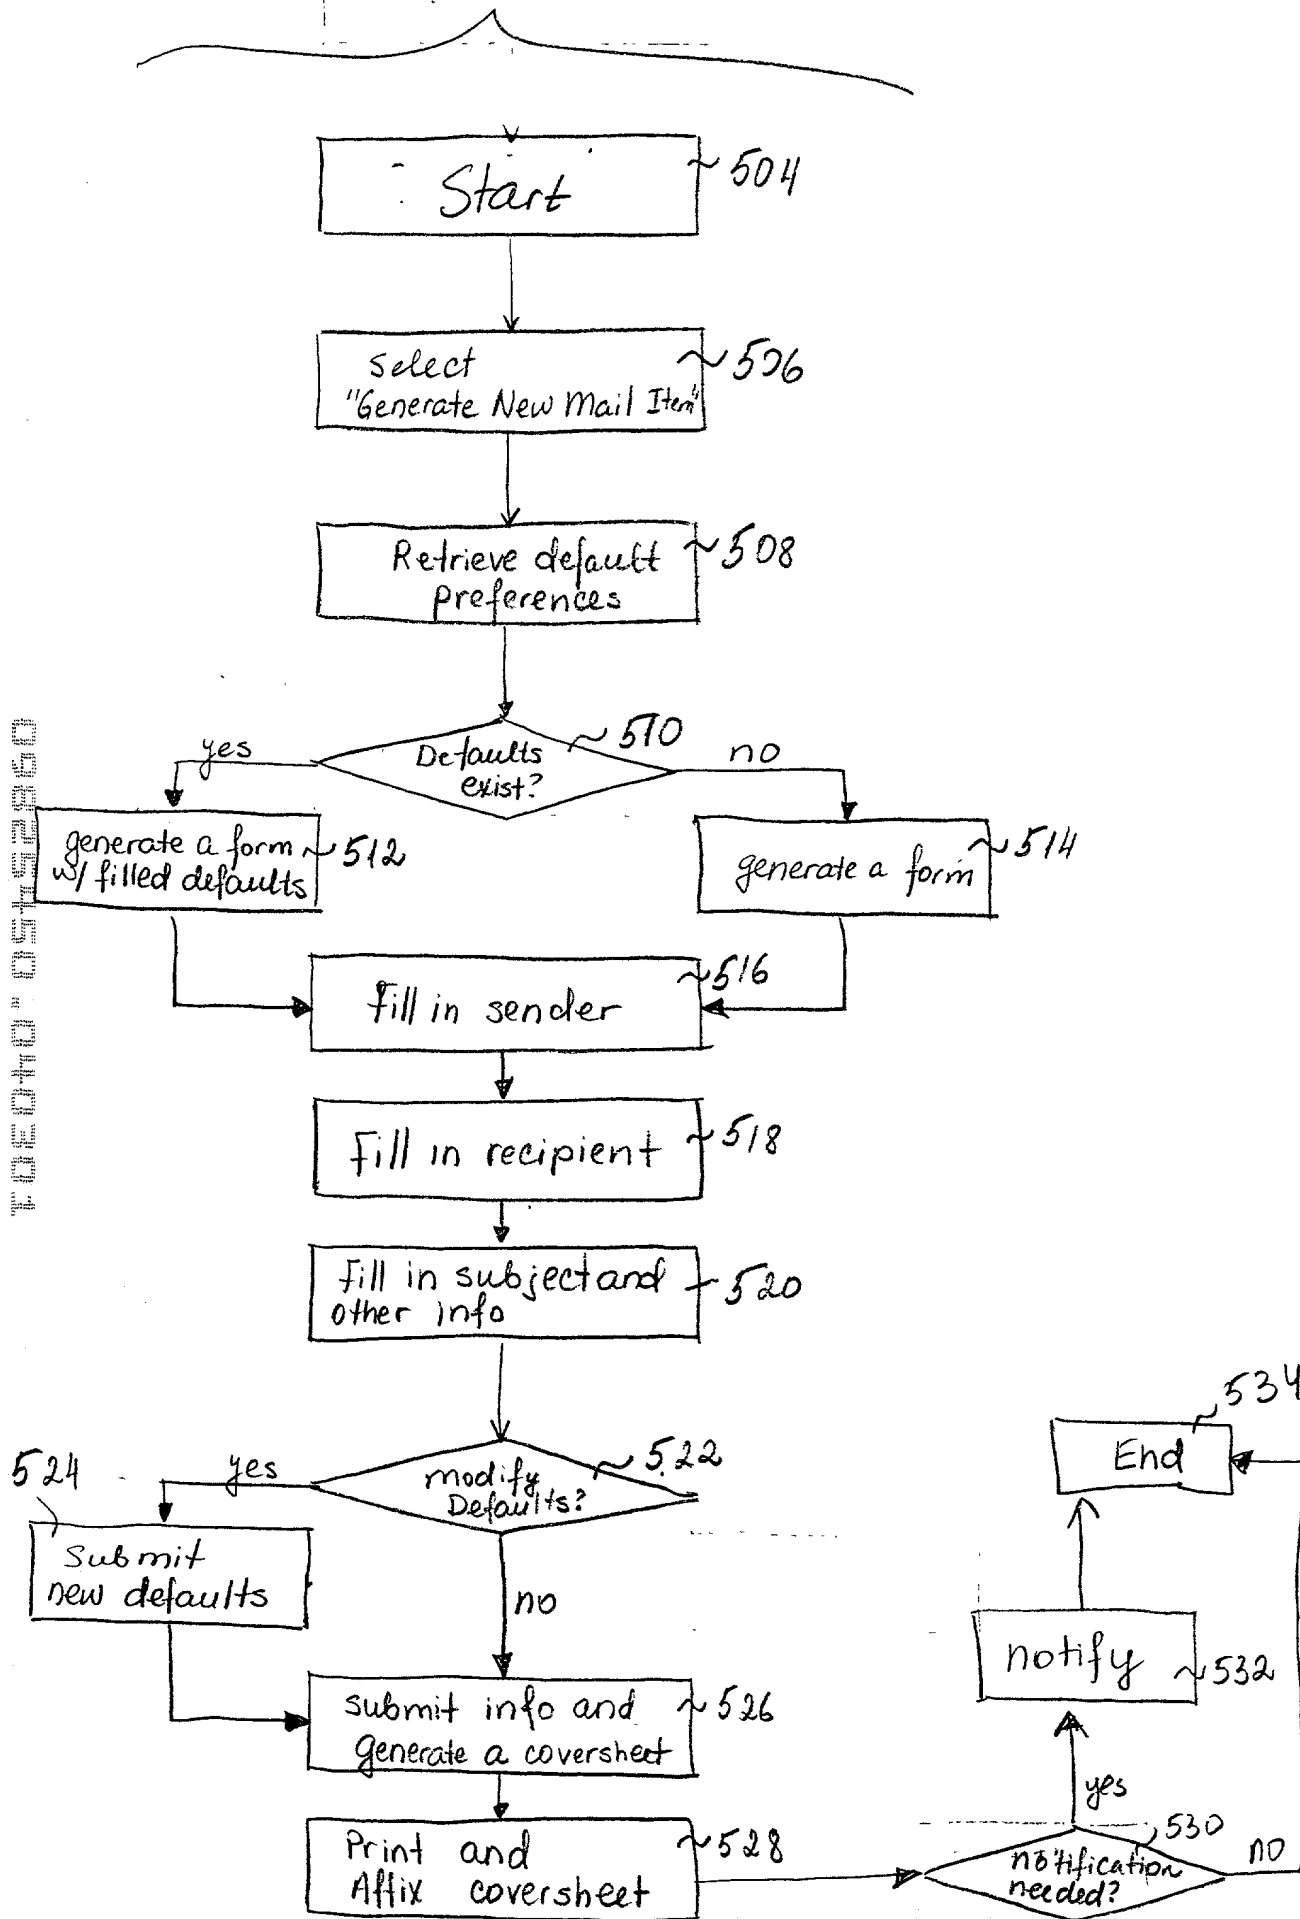 Start
504
Select
"Generate New Mail Item"
506
Retrieve default
preferences
508
Defaults
exist?
510
yes
no
generate a form
w/ filled defaults
512
generate a form
514
fill in sender
516
fill in recipient
518
fill in subject and
other info
520
modify
Defaults?
522
yes
524
Submit
new defaults
no
submit info and
generate a coversheet
526
Print and
Affix coversheet
528
notification
needed?
530
yes
no
notify
532
End
534
09825450.040301